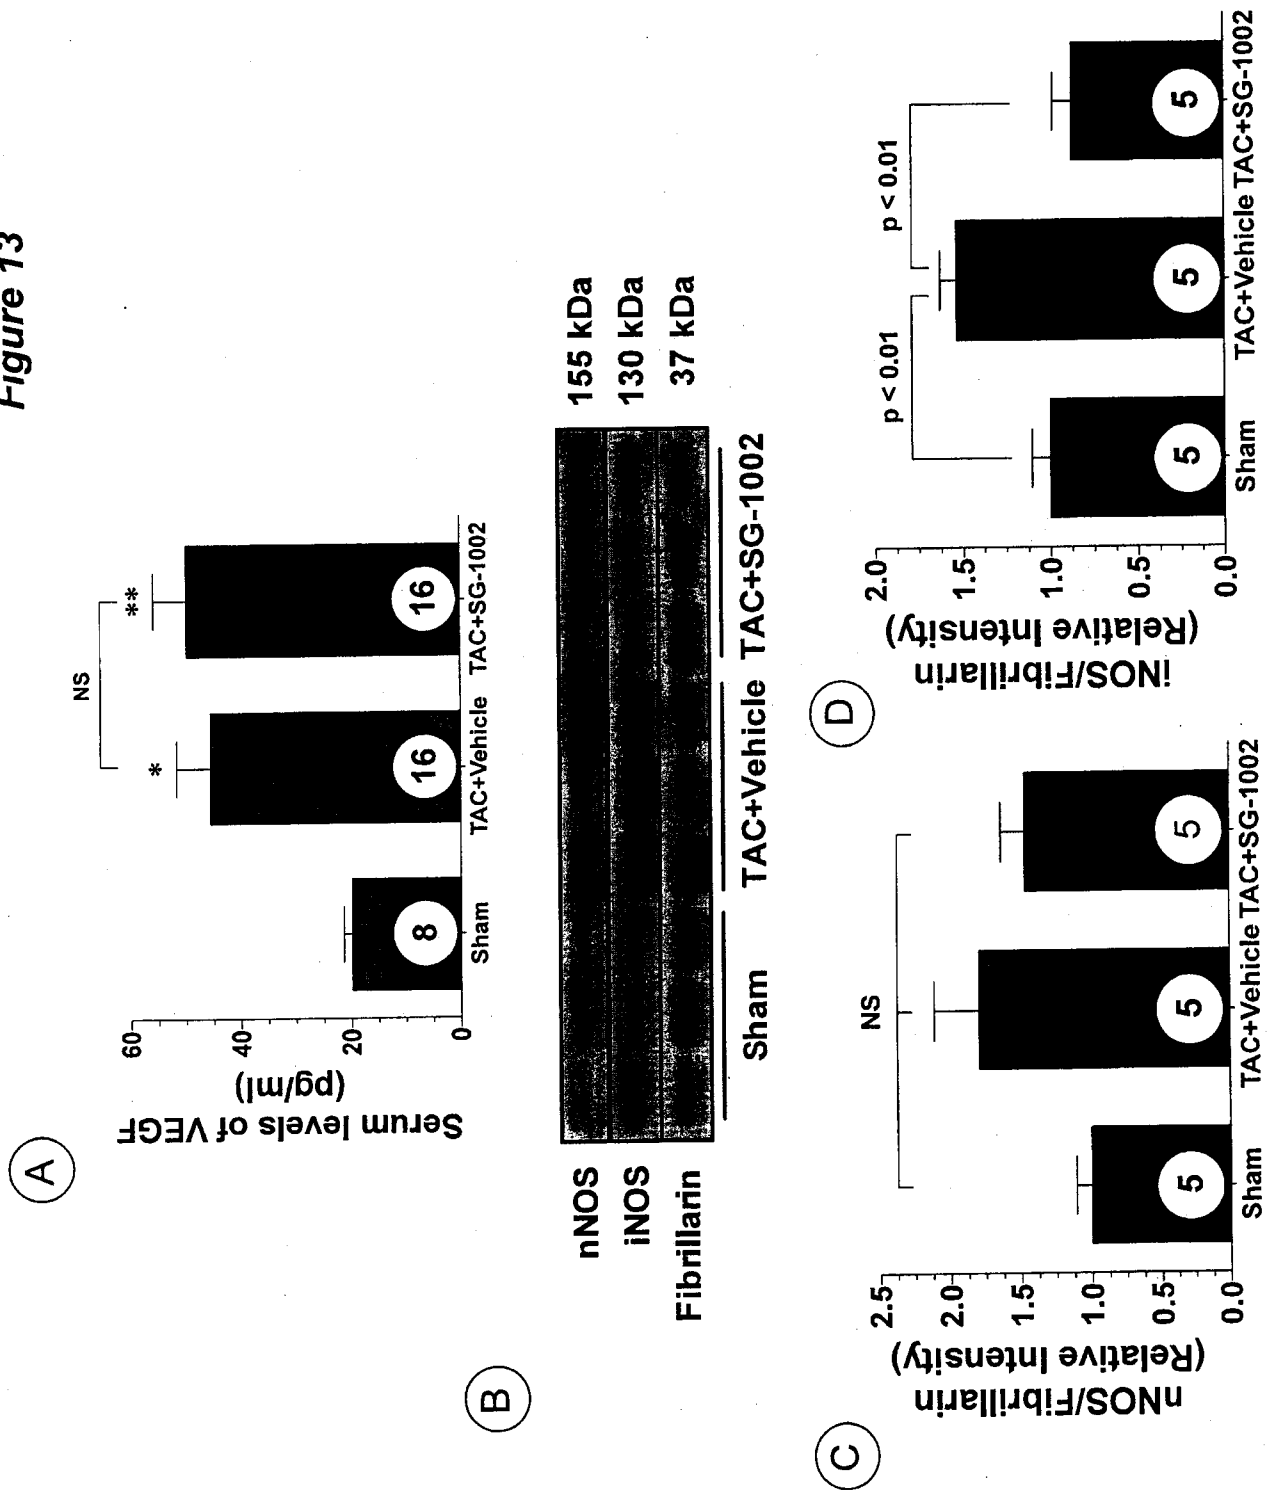 Figure 13
A
Serum levels of VEGF
(pg/ml)
60
40
20
0
NS
*
**
8
16
16
Sham
TAC+Vehicle
TAC+SG-1002
B
nNOS
155 kDa
iNOS
130 kDa
Fibrillarin
37 kDa
Sham
TAC+Vehicle
TAC+SG-1002
C
nNOS/Fibrillarin
(Relative Intensity)
2.5
2.0
1.5
1.0
0.5
0.0
NS
5
5
5
Sham
TAC+Vehicle
TAC+SG-1002
D
iNOS/Fibrillarin
(Relative Intensity)
2.0
1.5
1.0
0.5
0.0
p < 0.01
p < 0.01
5
5
5
Sham
TAC+Vehicle
TAC+SG-1002